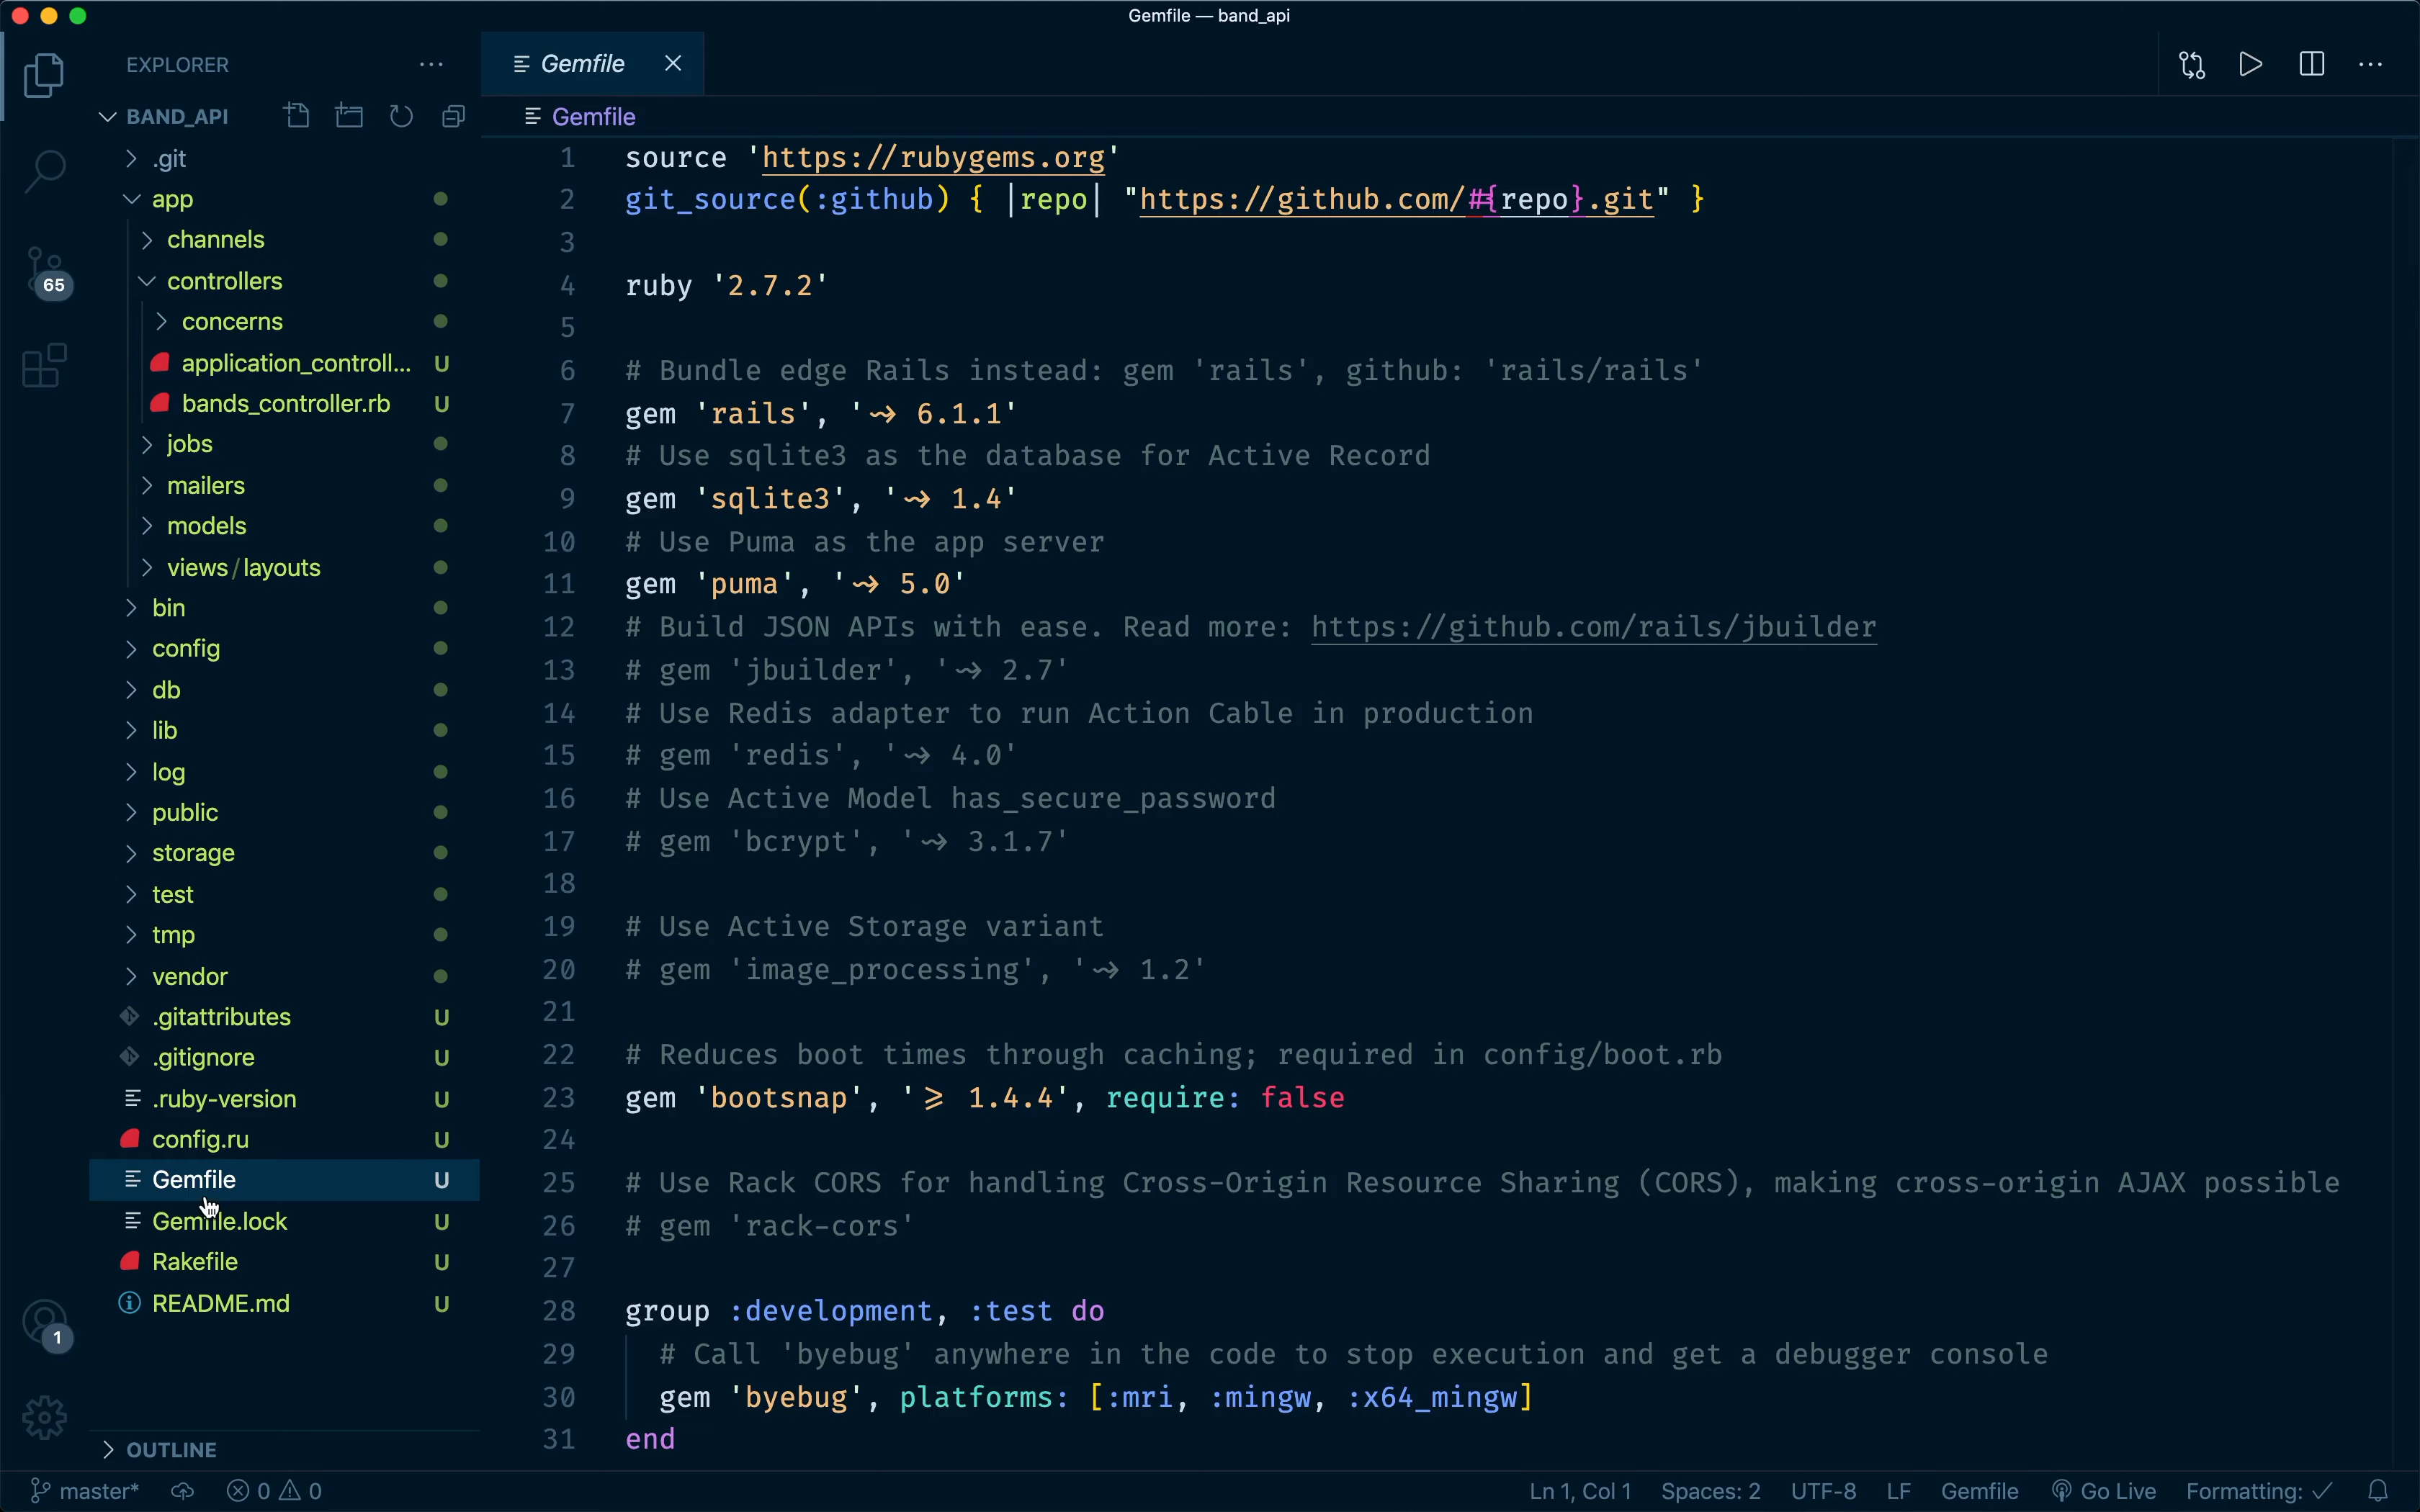 Gemfile — band_api
EXPLORER
BAND_API
.git
app
channels
controllers
concerns
application_controll... U
bands_controller.rb U
jobs
mailers
models
views/layouts
bin
config
db
lib
log
public
storage
test
tmp
vendor
.gitattributes U
.gitignore U
.ruby-version U
config.ru U
Gemfile U
Gemfile.lock U
Rakefile U
README.md U
OUTLINE
65
1
Gemfile
Gemfile
1 source 'https://rubygems.org'
2 git_source(:github) { |repo| "https://github.com/#{repo}.git" }
3
4 ruby '2.7.2'
5
6 # Bundle edge Rails instead: gem 'rails', github: 'rails/rails'
7 gem 'rails', '~> 6.1.1'
8 # Use sqlite3 as the database for Active Record
9 gem 'sqlite3', '~> 1.4'
10 # Use Puma as the app server
11 gem 'puma', '~> 5.0'
12 # Build JSON APIs with ease. Read more: https://github.com/rails/jbuilder
13 # gem 'jbuilder', '~> 2.7'
14 # Use Redis adapter to run Action Cable in production
15 # gem 'redis', '~> 4.0'
16 # Use Active Model has_secure_password
17 # gem 'bcrypt', '~> 3.1.7'
18
19 # Use Active Storage variant
20 # gem 'image_processing', '~> 1.2'
21
22 # Reduces boot times through caching; required in config/boot.rb
23 gem 'bootsnap', '>= 1.4.4', require: false
24
25 # Use Rack CORS for handling Cross-Origin Resource Sharing (CORS), making cross-origin AJAX possible
26 # gem 'rack-cors'
27
28 group :development, :test do
29 # Call 'byebug' anywhere in the code to stop execution and get a debugger console
30 gem 'byebug', platforms: [:mri, :mingw, :x64_mingw]
31 end
master* 0 0 Ln 1, Col 1 Spaces: 2 UTF-8 LF Gemfile Go Live Formatting: ✓